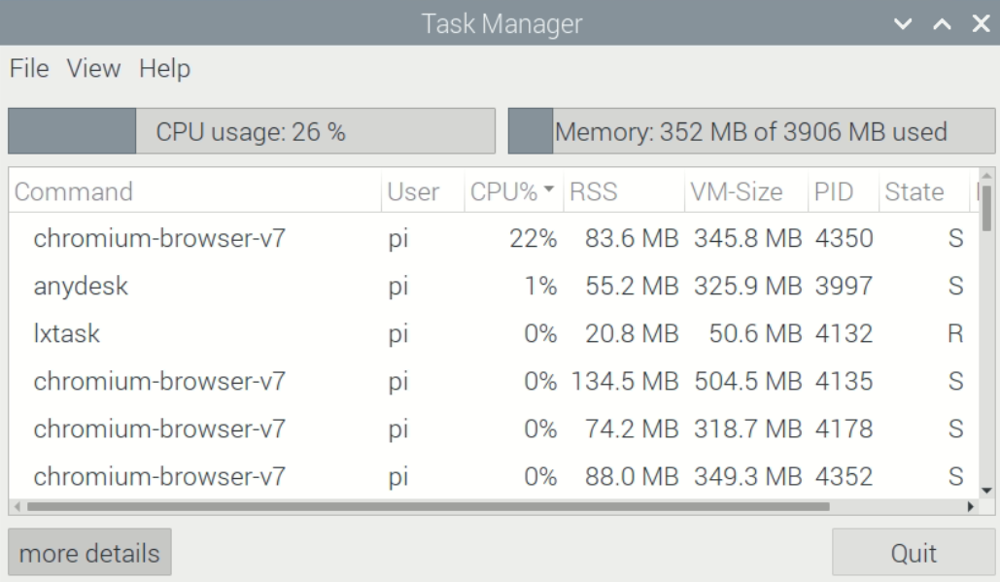 Task Manager
File View Help
CPU usage: 26 % Memory: 352 MB of 3906 MB used
Command User CPU% RSS VM-Size PID State
chromium-browser-v7 pi 22% 83.6 MB 345.8 MB 4350 S
anydesk pi 1% 55.2 MB 325.9 MB 3997 S
lxtask pi 0% 20.8 MB 50.6 MB 4132 R
chromium-browser-v7 pi 0% 134.5 MB 504.5 MB 4135 S
chromium-browser-v7 pi 0% 74.2 MB 318.7 MB 4178 S
chromium-browser-v7 pi 0% 88.0 MB 349.3 MB 4352 S
more details Quit